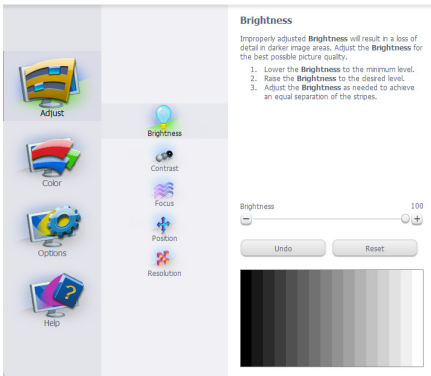 Adjust
Color
Options
Help
Brightness
Contrast
Focus
Position
Resolution
Brightness
Improperly adjusted Brightness will result in a loss of
detail in darker image areas. Adjust the Brightness for
the best possible picture quality.
1. Lower the Brightness to the minimum level.
2. Raise the Brightness to the desired level.
3. Adjust the Brightness as needed to achieve
an equal separation of the stripes.
Brightness 100
Undo Reset